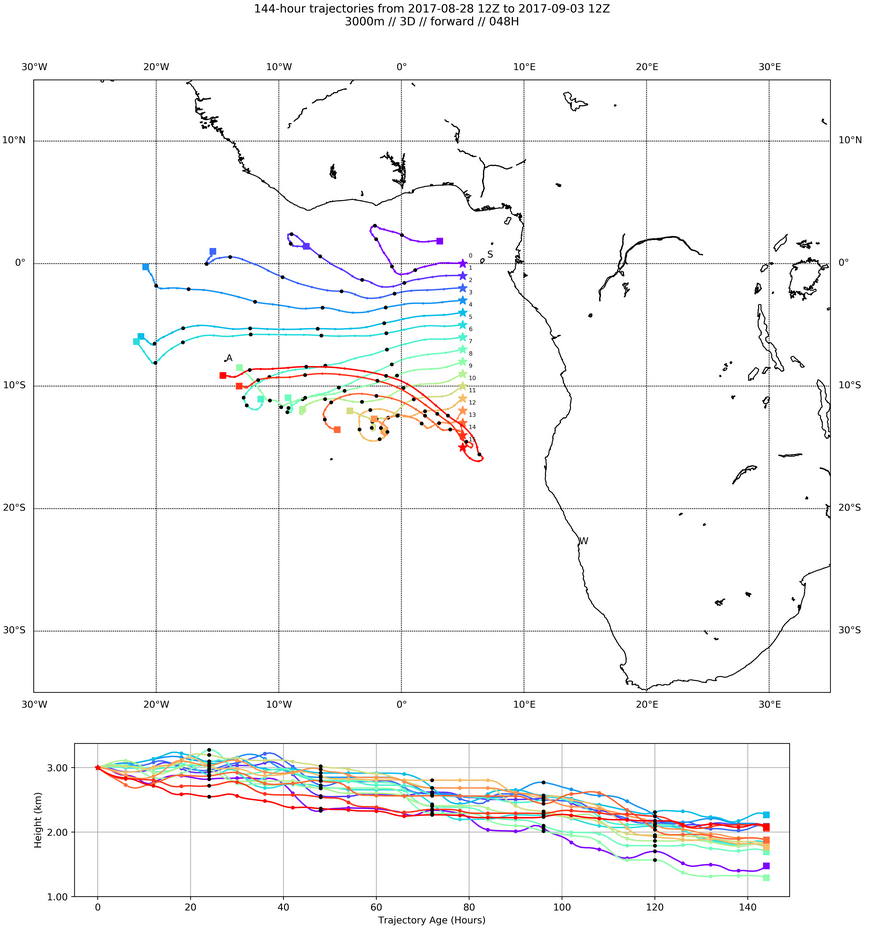 144-hour trajectories from 2017-08-28 12Z to 2017-09-03 12Z
3000m // 3D // forward // 048H
30°W 20°W 10°W 0° 10°E 20°E 30°E
10°N 10°N
S
0
0° 0°
1
2
3
4
5
6
7
A
8
9
10°S 10°S
10
11
12
13
14
20°S 20°S
W
30°S 30°S
30°W 20°W 10°W 0° 10°E 20°E 30°E
3.00
2.00
1.00
Height (km)
0 20 40 60 80 100 120 140
Trajectory Age (Hours)